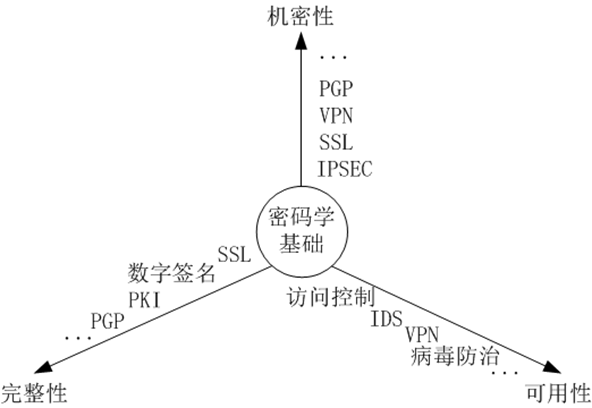 机密性
...
PGP
VPN
SSL
IPSEC
密码学
基础
SSL
数字签名
PKI
PGP
...
完整性
访问控制
IDS
VPN
病毒防治
...
可用性